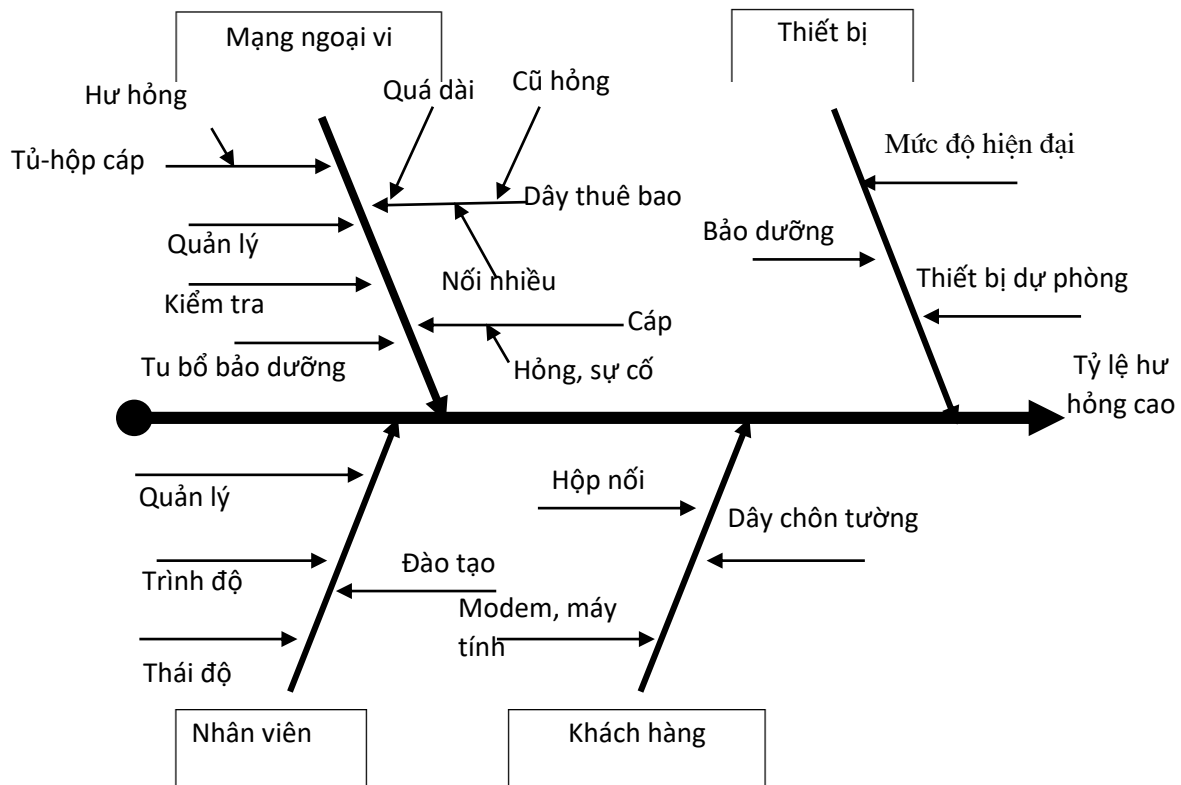 Mạng ngoại vi
Thiết bị
Hư hỏng
Quá dài
Cũ hỏng
Tủ-hộp cáp
Mức độ hiện đại
Dây thuê bao
Quản lý
Bảo dưỡng
Nối nhiều
Thiết bị dự phòng
Kiểm tra
Cáp
Tu bổ bảo dưỡng
Hỏng, sự cố
Tỷ lệ hư
hỏng cao
Quản lý
Hộp nối
Dây chôn tường
Trình độ
Đào tạo
Modem, máy
tính
Thái độ
Nhân viên
Khách hàng